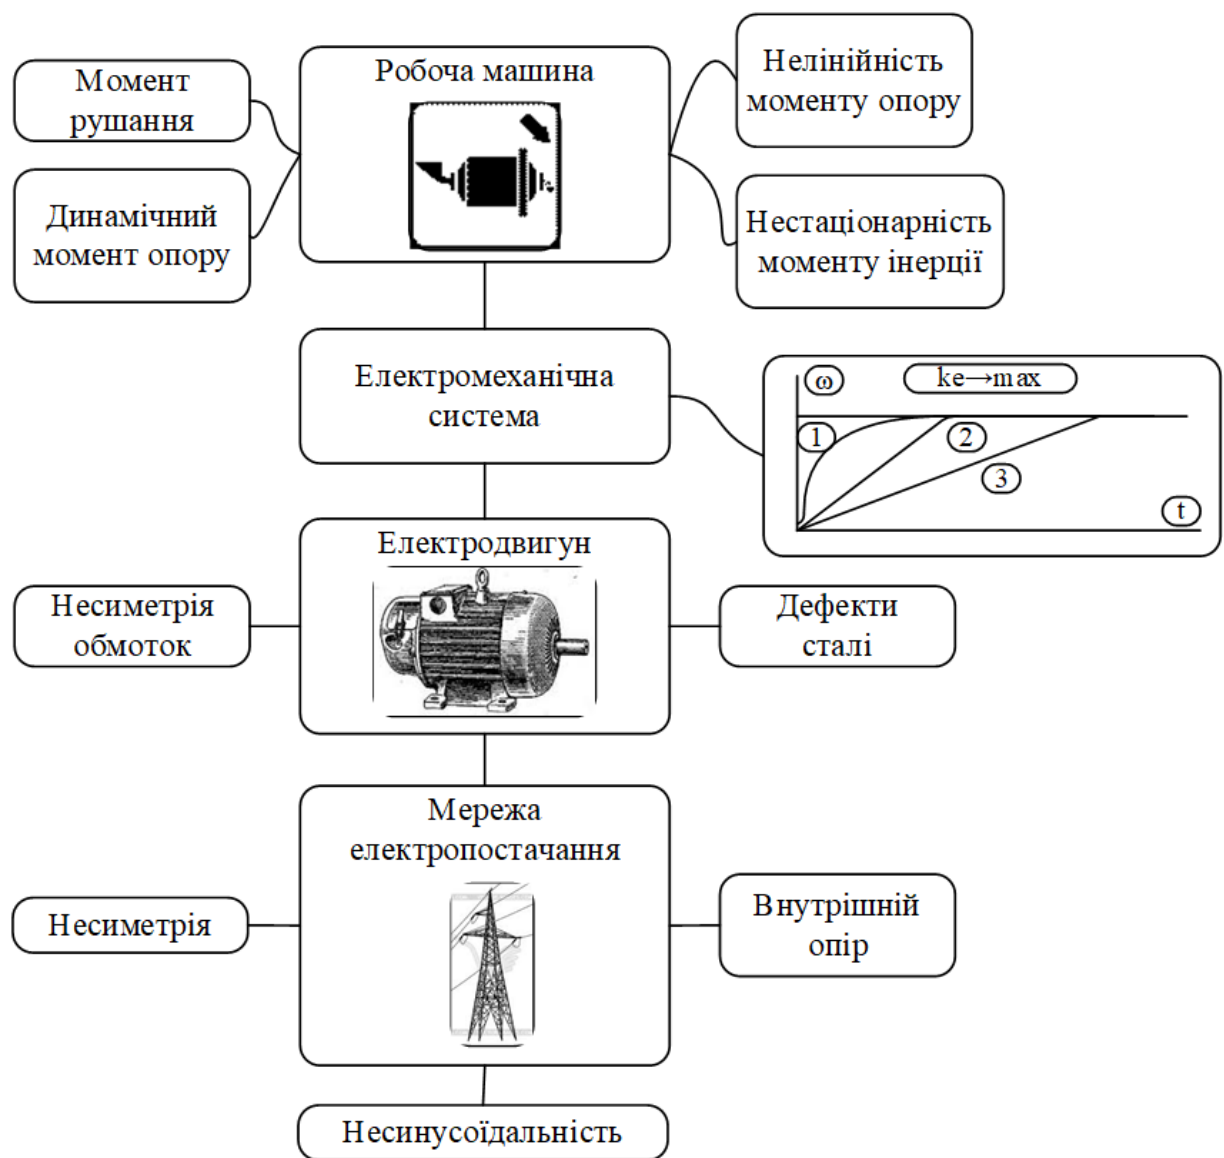 Момент
рушання
Динамічний
момент опору
Робоча машина
Нелінійність
моменту опору
Нестаціонарність
моменту інерції
Електромеханічна
система
ω
ke→max
1
2
3
t
Електродвигун
Несиметрія
обмоток
Дефекти
сталі
Мережа
електропостачання
Несиметрія
Внутрішній
опір
Несинусоїдальність